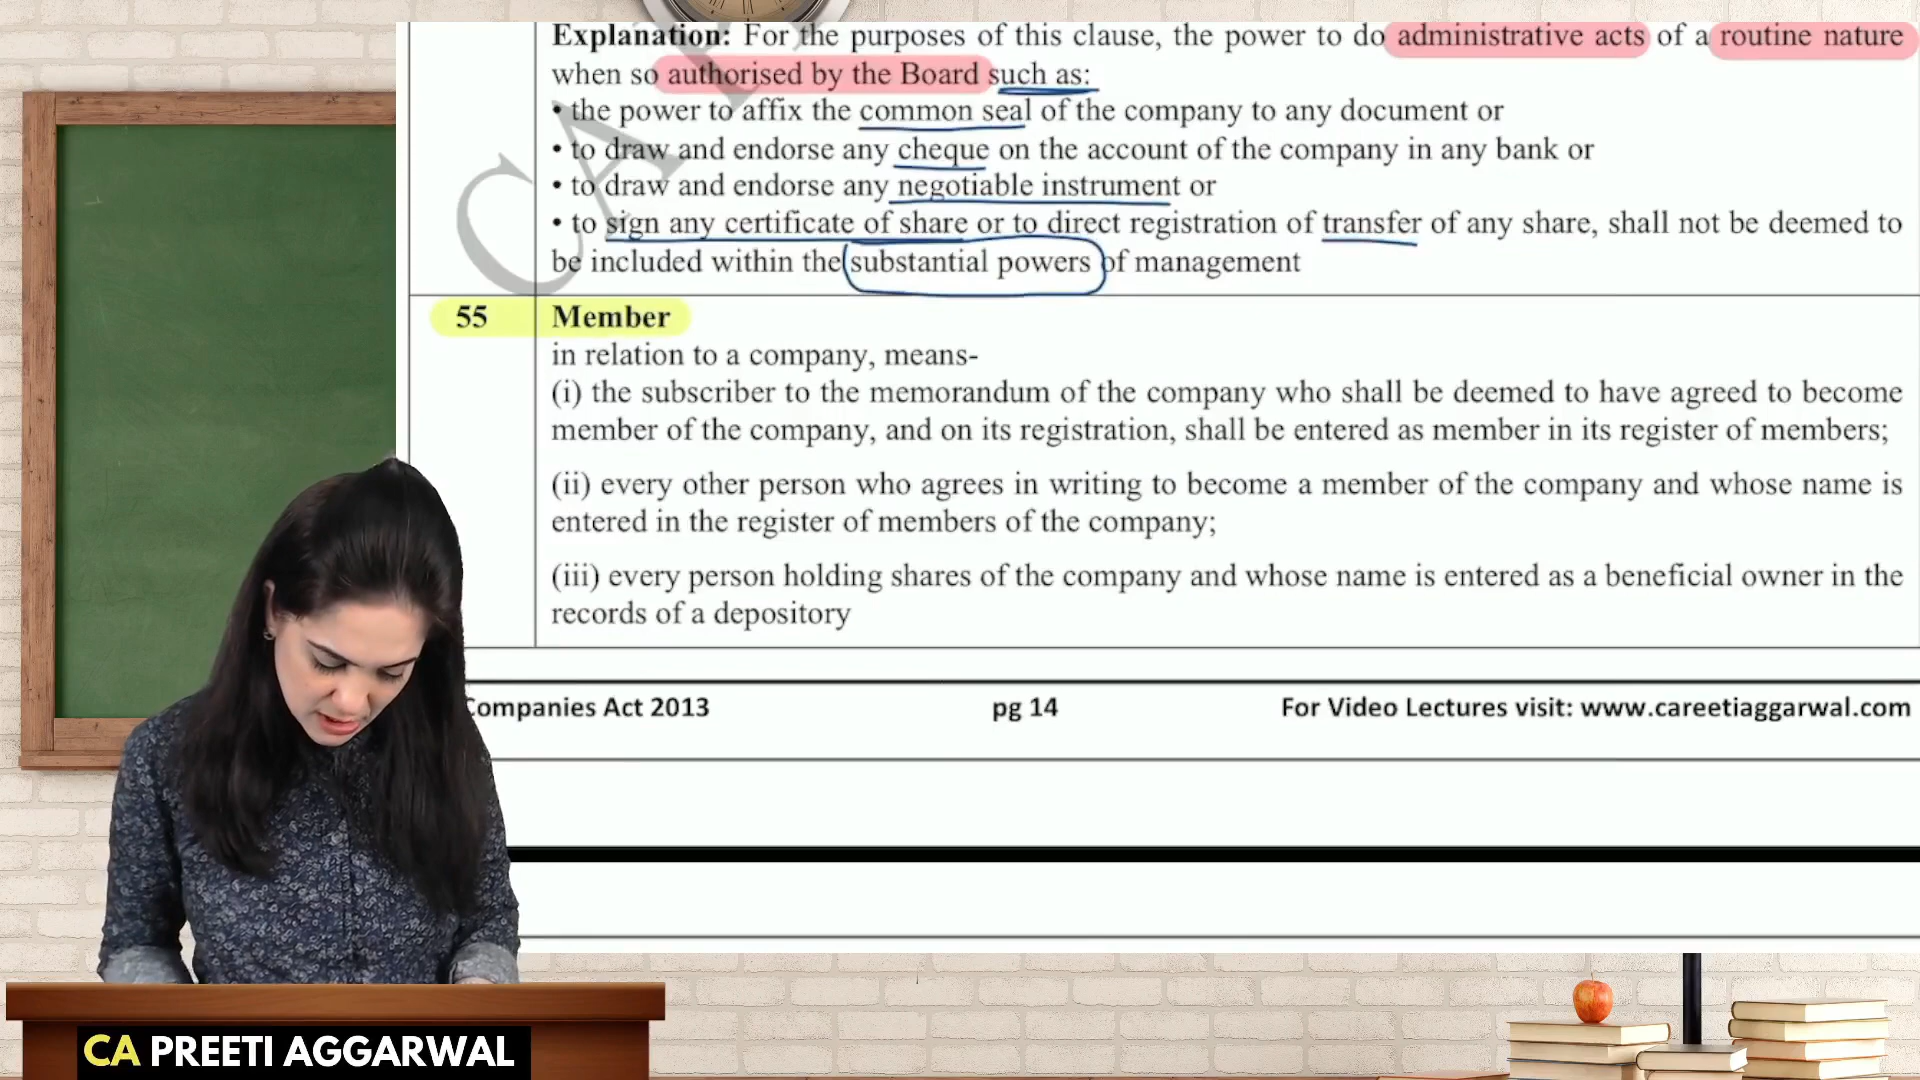 Explanation: For the purposes of this clause, the power to do administrative acts of a routine nature
when so authorised by the Board such as:
• the power to affix the common seal of the company to any document or
• to draw and endorse any cheque on the account of the company in any bank or
• to draw and endorse any negotiable instrument or
• to sign any certificate of share or to direct registration of transfer of any share, shall not be deemed to
be included within the substantial powers of management
55 Member
in relation to a company, means-
(i) the subscriber to the memorandum of the company who shall be deemed to have agreed to become
member of the company, and on its registration, shall be entered as member in its register of members;
(ii) every other person who agrees in writing to become a member of the company and whose name is
entered in the register of members of the company;
(iii) every person holding shares of the company and whose name is entered as a beneficial owner in the
records of a depository
Companies Act 2013 pg 14 For Video Lectures visit: www.careetiaggarwal.com
CA PREETI AGGARWAL